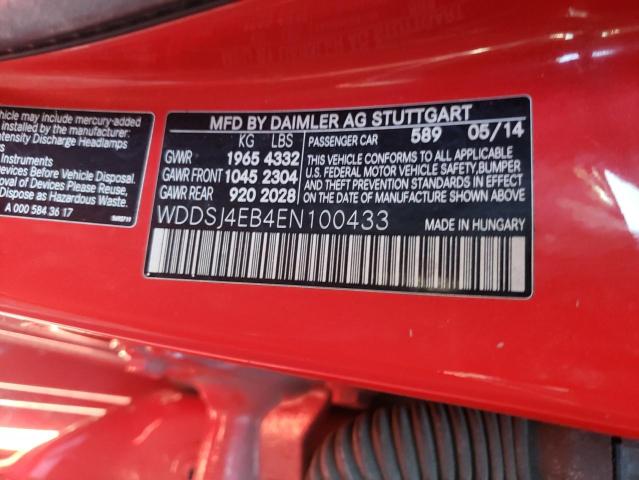 vehicle may include mercury-added
installed by the manufacturer:
Intensity Discharge Headlamps
Instruments
Devices Before Vehicle Disposal.
Removal of Devices Please Reuse,
Dispose as Hazardous Waste.
A 000 584 36 17
MFD BY DAIMLER AG STUTTGART
KG LBS
PASSENGER CAR 589 05/14
GVWR 1965 4332
GAWR FRONT 1045 2304
GAWR REAR 920 2028
THIS VEHICLE CONFORMS TO ALL APPLICABLE
U.S. FEDERAL MOTOR VEHICLE SAFETY, BUMPER
AND THEFT PREVENTION STANDARDS IN EFFECT
ON THE DATE OF MANUFACTURE SHOWN ABOVE.
WDDSJ4EB4EN100433
MADE IN HUNGARY